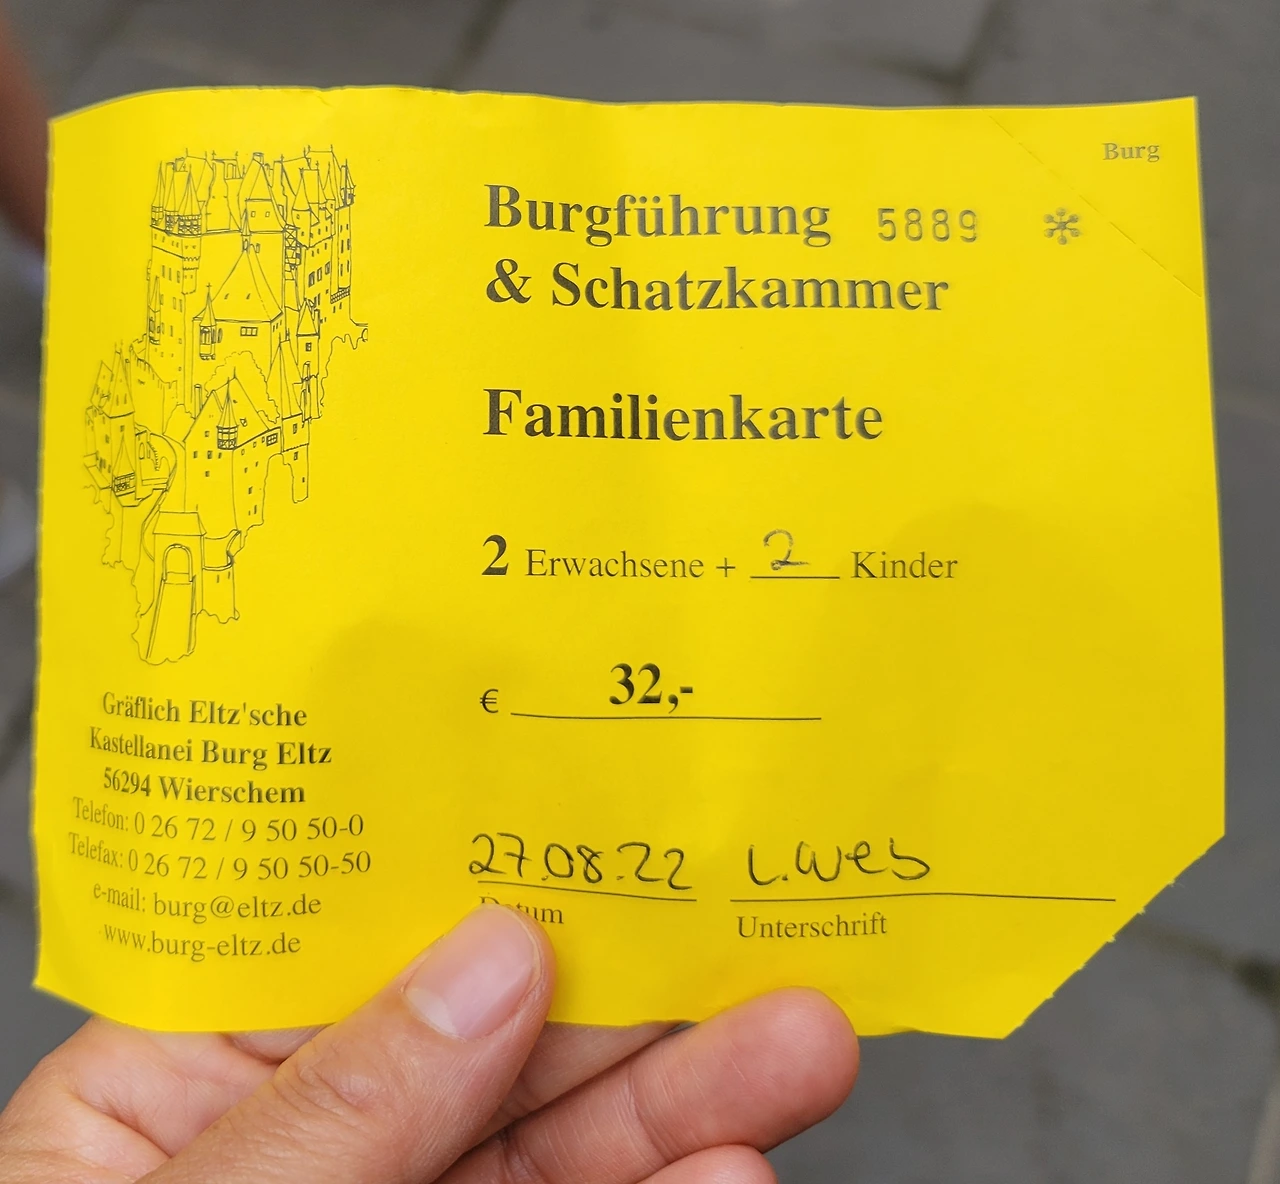 Burg
Burgführung 5889 *
& Schatzkammer
Familienkarte
2 Erwachsene + 2 Kinder
€ 32,-
27.08.22 L.Web
Datum Unterschrift
Gräflich Eltz'sche
Kastellanei Burg Eltz
56294 Wierschem
Telefon: 0 26 72 / 9 50 50-0
Telefax: 0 26 72 / 9 50 50-50
e-mail: burg@eltz.de
www.burg-eltz.de